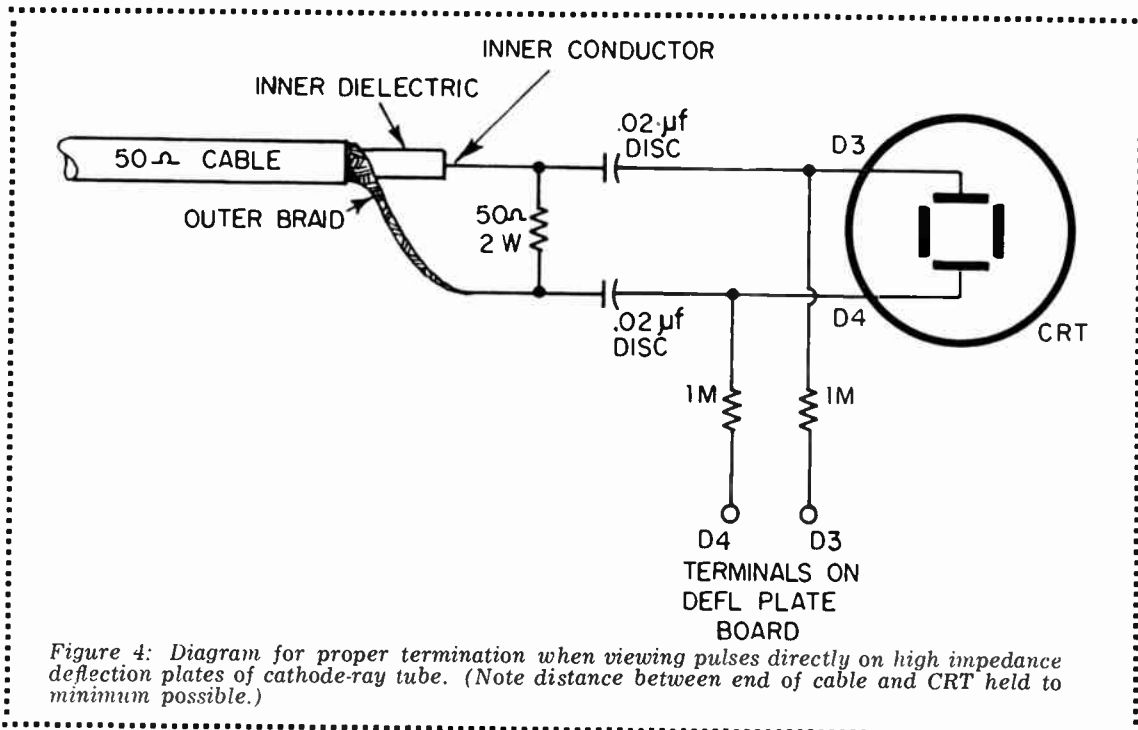 INNER CONDUCTOR
INNER DIELECTRIC
50Ω CABLE
OUTER BRAID
50Ω
2 W
.02 µf
DISC
.02 µf
DISC
D3
D4
CRT
1M
1M
D4
D3
TERMINALS ON
DEFL PLATE
BOARD
Figure 4: Diagram for proper termination when viewing pulses directly on high impedance
deflection plates of cathode-ray tube. (Note distance between end of cable and CRT held to
minimum possible.)